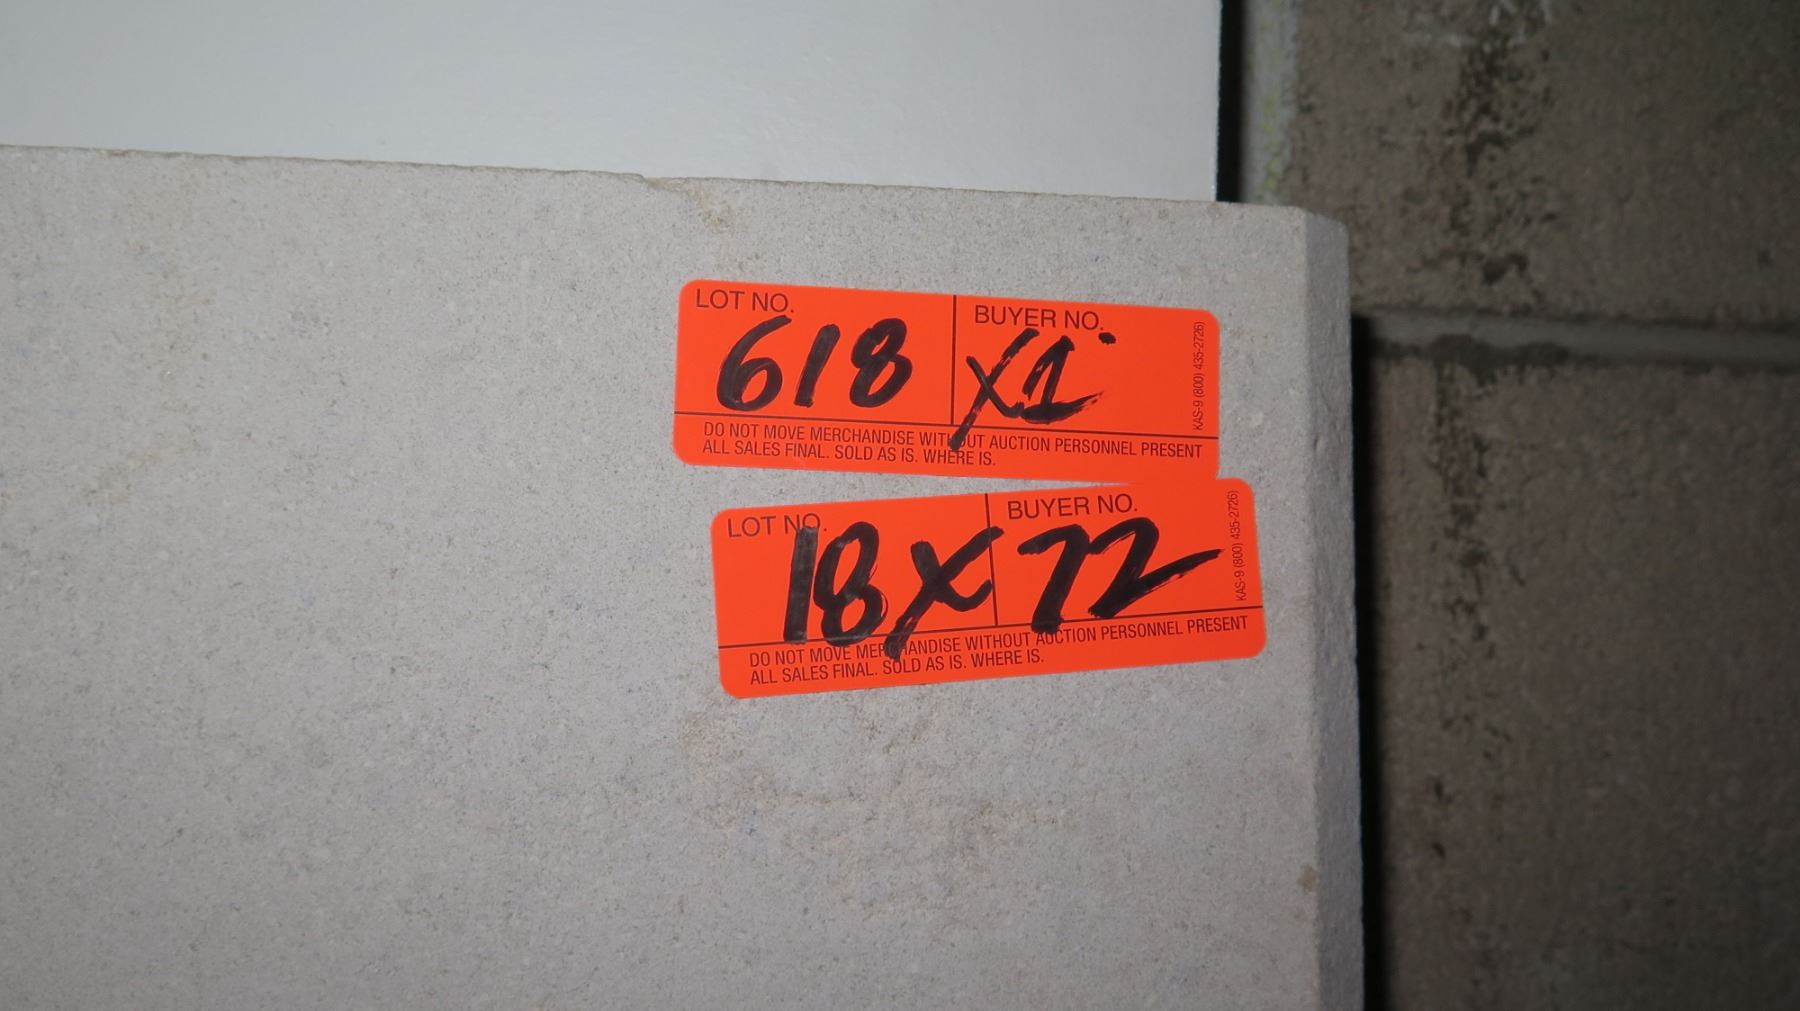 LOT NO. BUYER NO.
618 X1
DO NOT MOVE MERCHANDISE WITHOUT AUCTION PERSONNEL PRESENT
ALL SALES FINAL. SOLD AS IS. WHERE IS.
KAS-9 (800) 435-2726)
LOT NO. BUYER NO.
18X72
DO NOT MOVE MERCHANDISE WITHOUT AUCTION PERSONNEL PRESENT
ALL SALES FINAL. SOLD AS IS. WHERE IS.
KAS-9 (800) 435-2726)